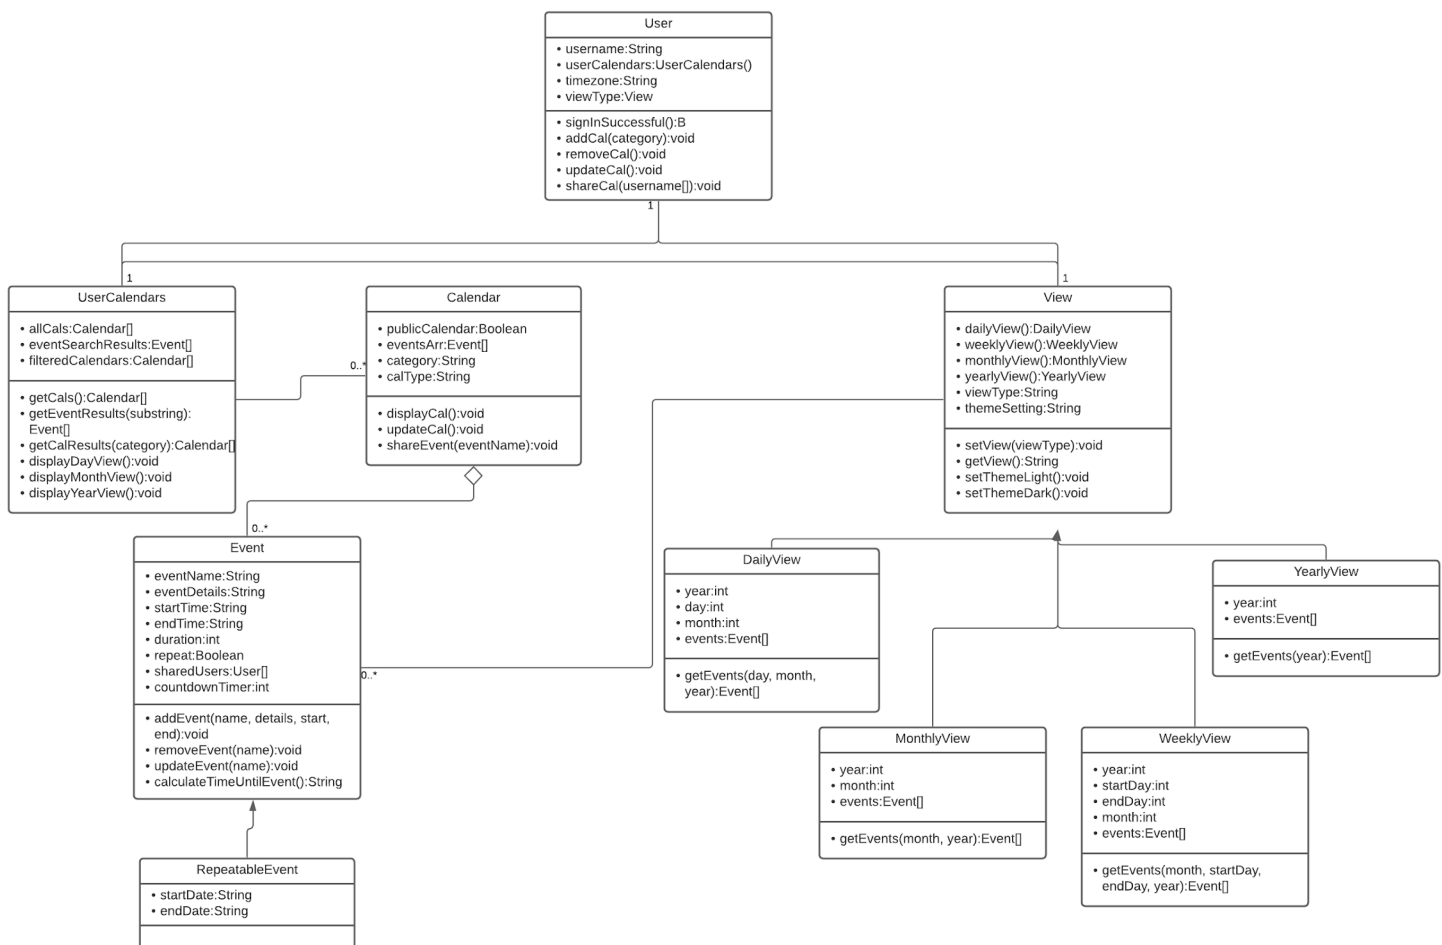 User
• username:String
• userCalendars:UserCalendars()
• timezone:String
• viewType:View
• signInSuccessful():B
• addCal(category):void
• removeCal():void
• updateCal():void
• shareCal(username[]):void
1
1
1
UserCalendars
• allCals:Calendar[]
• eventSearchResults:Event[]
• filteredCalendars:Calendar[]
• getCals():Calendar[]
• getEventResults(substring):
Event[]
• getCalResults(category):Calendar[]
• displayDayView():void
• displayMonthView():void
• displayYearView():void
0..*
Calendar
• publicCalendar:Boolean
• eventsArr:Event[]
• category:String
• calType:String
• displayCal():void
• updateCal():void
• shareEvent(eventName):void
View
• dailyView():DailyView
• weeklyView():WeeklyView
• monthlyView():MonthlyView
• yearlyView():YearlyView
• viewType:String
• themeSetting:String
• setView(viewType):void
• getView():String
• setThemeLight():void
• setThemeDark():void
0..*
Event
• eventName:String
• eventDetails:String
• startTime:String
• endTime:String
• duration:int
• repeat:Boolean
• sharedUsers:User[]
• countdownTimer:int
• addEvent(name, details, start,
end):void
• removeEvent(name):void
• updateEvent(name):void
• calculateTimeUntilEvent():String
0..*
DailyView
• year:int
• day:int
• month:int
• events:Event[]
• getEvents(day, month,
year):Event[]
YearlyView
• year:int
• events:Event[]
• getEvents(year):Event[]
MonthlyView
• year:int
• month:int
• events:Event[]
• getEvents(month, year):Event[]
WeeklyView
• year:int
• startDay:int
• endDay:int
• month:int
• events:Event[]
• getEvents(month, startDay,
endDay, year):Event[]
RepeatableEvent
• startDate:String
• endDate:String